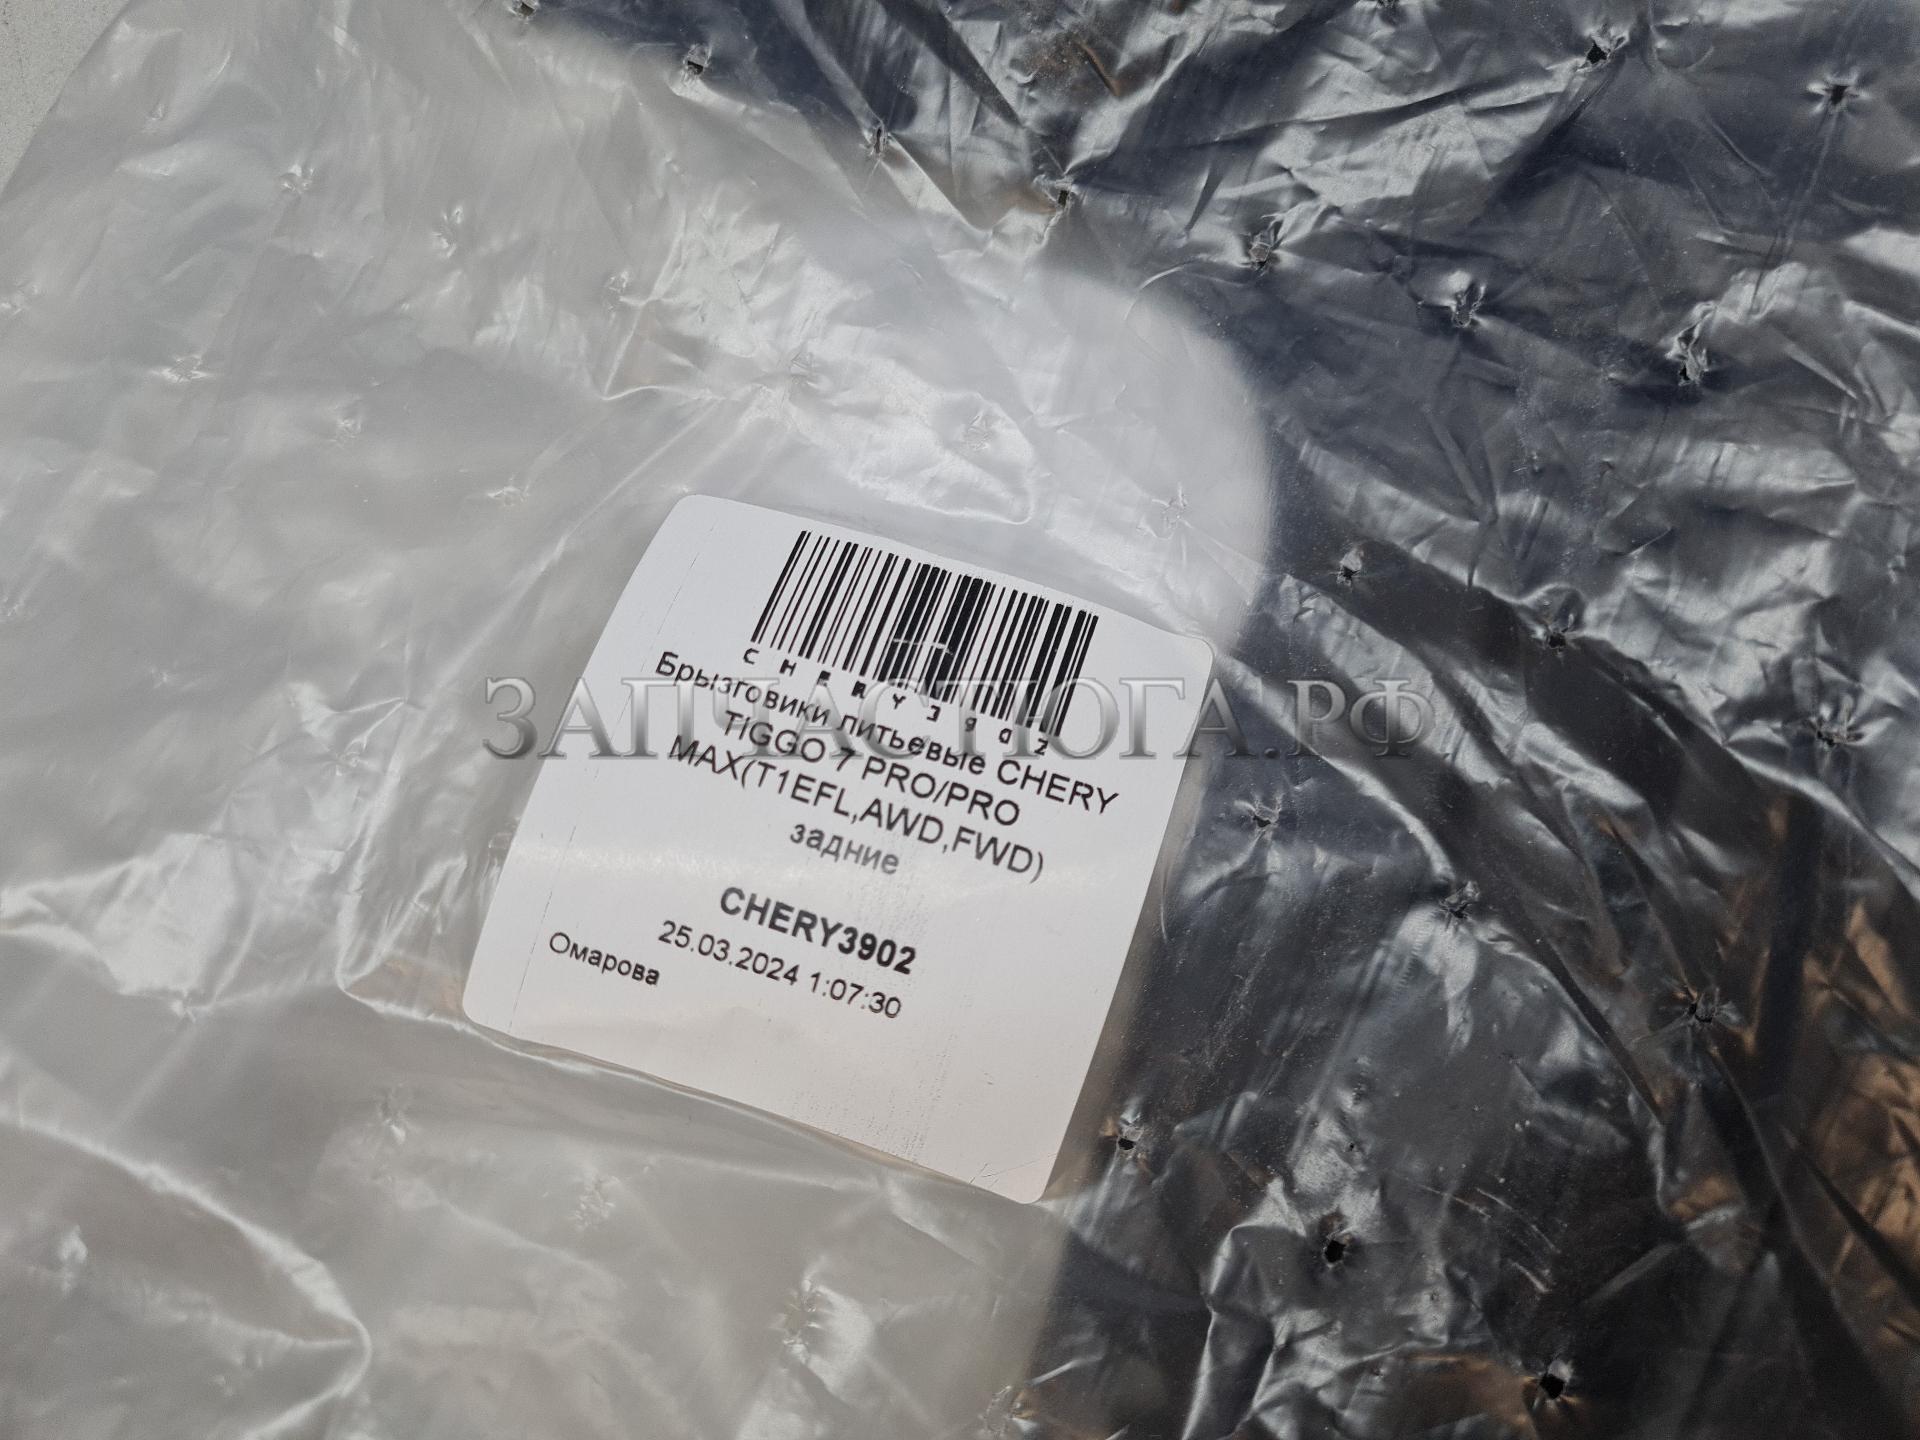 CHERY3902
Брызговики литьевые CHERY
TIGGO 7 PRO/PRO
MAX(T1EFL,AWD,FWD)
задние
CHERY3902
25.03.2024 1:07:30
Омарова
ЗАПЧАСТЮГА.РФ